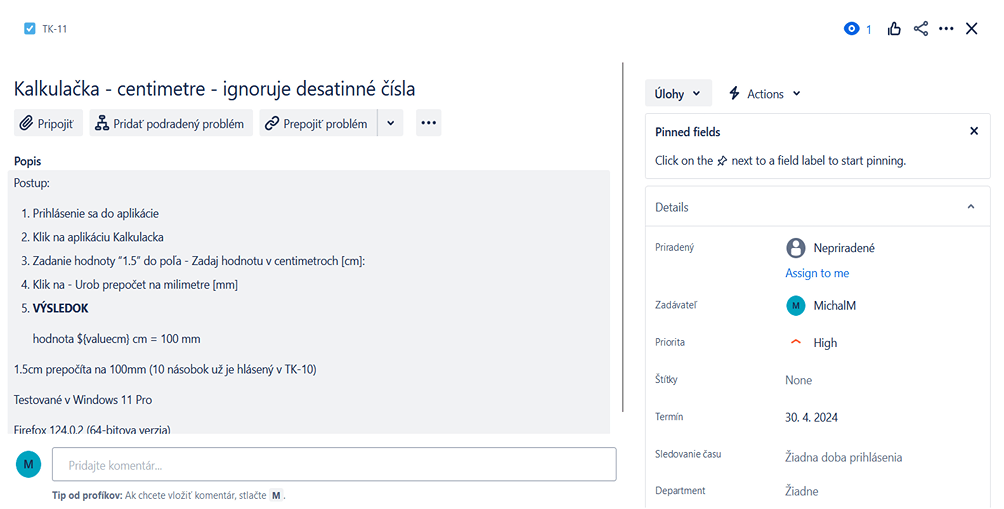 TK-11
1
Kalkulačka - centimetre - ignoruje desatinné čísla
Pripojiť
Pridať podradený problém
Prepojiť problém
Popis
Postup:
1. Prihlásenie sa do aplikácie
2. Klik na aplikáciu Kalkulacka
3. Zadanie hodnoty "1.5" do poľa - Zadaj hodnotu v centimetroch [cm]:
4. Klik na - Urob prepočet na milimetre [mm]
5. VÝSLEDOK
hodnota ${valuecm} cm = 100 mm
1.5cm prepočíta na 100mm (10 násobok už je hlásený v TK-10)
Testované v Windows 11 Pro
Firefox 124.0.2 (64-bitova verzia)
M
Pridajte komentár...
Tip od profíkov: Ak chcete vložiť komentár, stlačte M.
Úlohy
Actions
Pinned fields
Click on the next to a field label to start pinning.
Details
Priradený
Nepriradené
Assign to me
Zadávateľ
M
MichalM
Priorita
High
Štítky
None
Termín
30. 4. 2024
Sledovanie času
Žiadna doba prihlásenia
Department
Žiadne